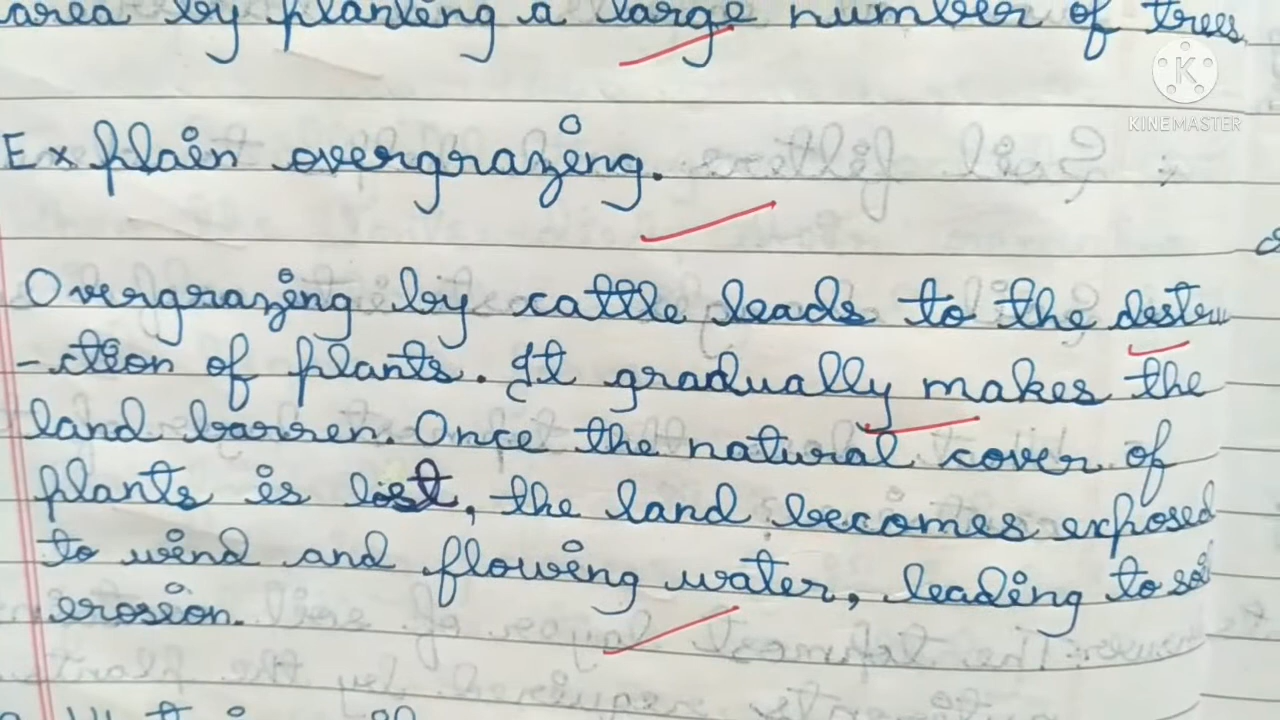 area by planting a large number of trees.
KINEMASTER
Explain overgrazing.
Overgrazing by cattle leads to the destru
-ction of plants. It gradually makes the
land barren. Once the natural cover of
plants is lost, the land becomes exposed
to wind and flowing water, leading to soil
erosion.